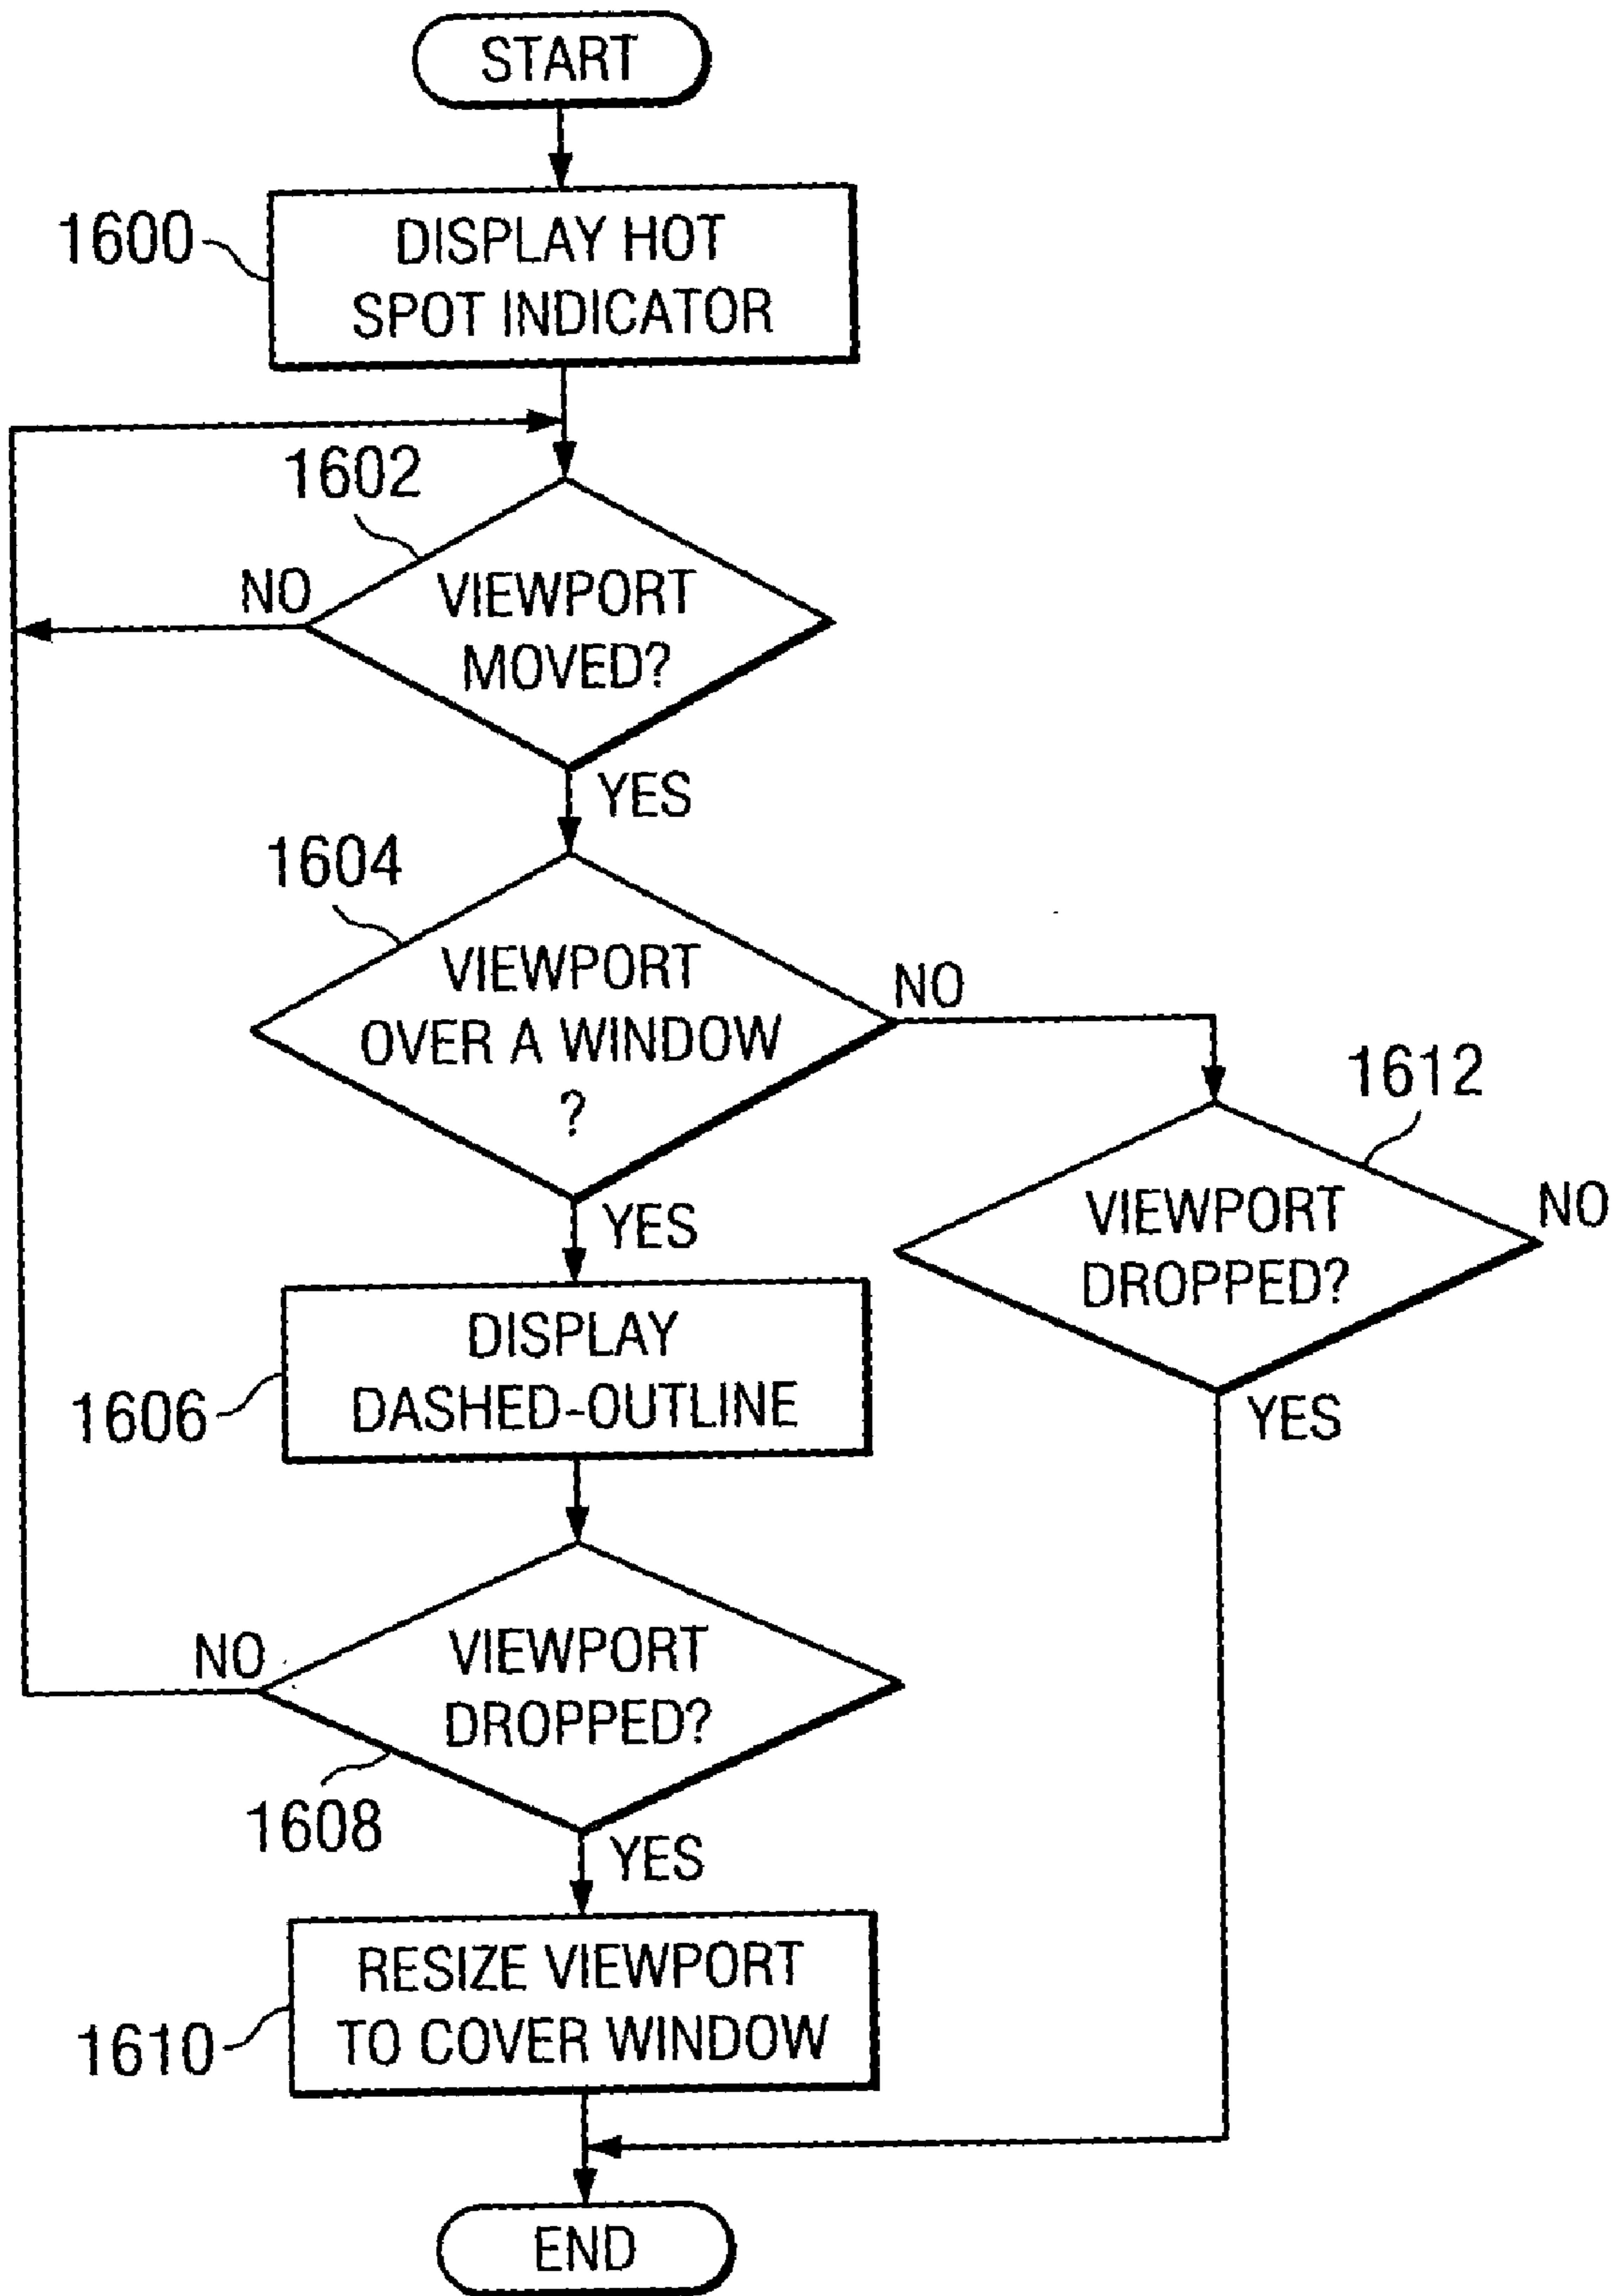 START
1600
DISPLAY HOT
SPOT INDICATOR
1602
NO
VIEWPORT
MOVED?
YES
1604
VIEWPORT
OVER A WINDOW
?
NO
1612
YES
VIEWPORT
DROPPED?
NO
YES
DISPLAY
DASHED-OUTLINE
1606
NO
VIEWPORT
DROPPED?
1608
YES
RESIZE VIEWPORT
TO COVER WINDOW
1610
END